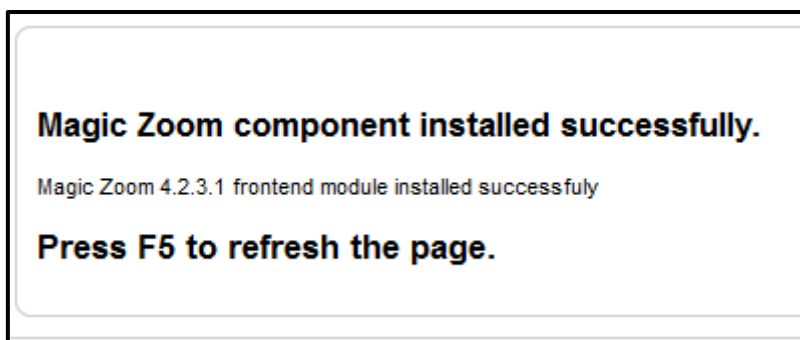 Magic Zoom component installed successfully.
Magic Zoom 4.2.3.1 frontend module installed successfuly
Press F5 to refresh the page.